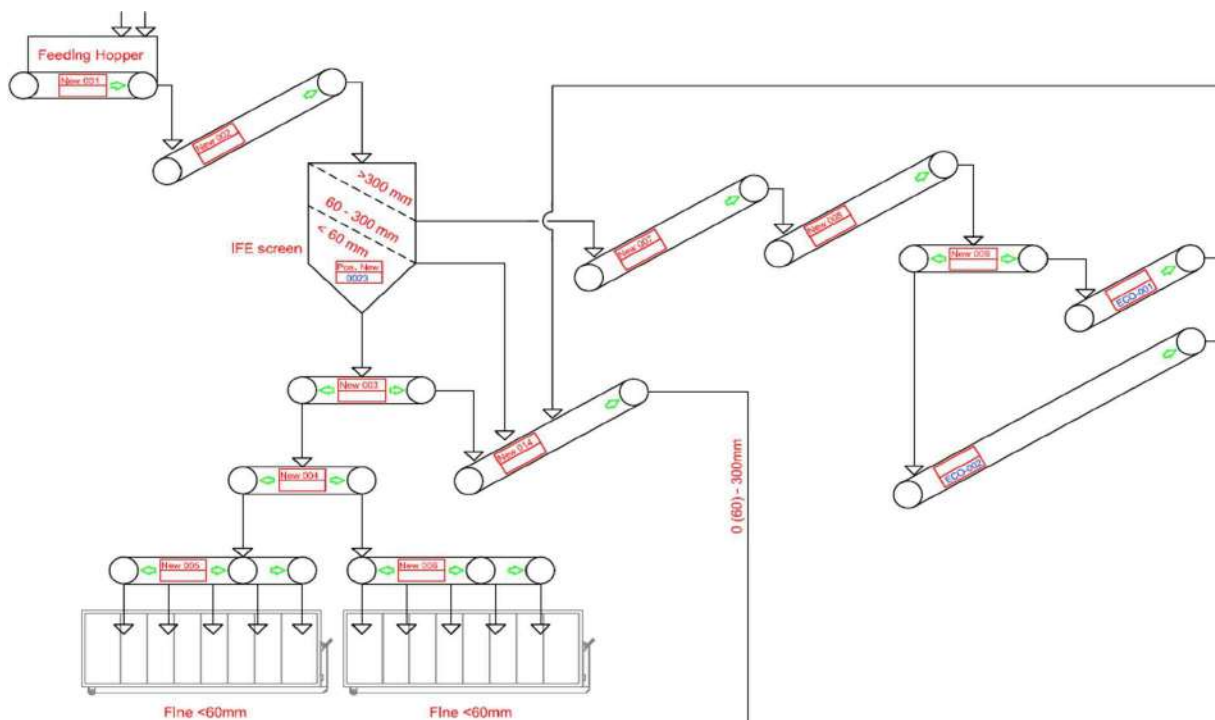 Feeding Hopper
New 001
New 002
>300 mm
60 - 300 mm
< 60 mm
IFE screen
Pos. New
0023
New 007
New 008
New 009
ECO-001
New 003
New 014
ECO-002
New 004
0 (60) - 300mm
New 005
New 006
Fine <60mm
Fine <60mm